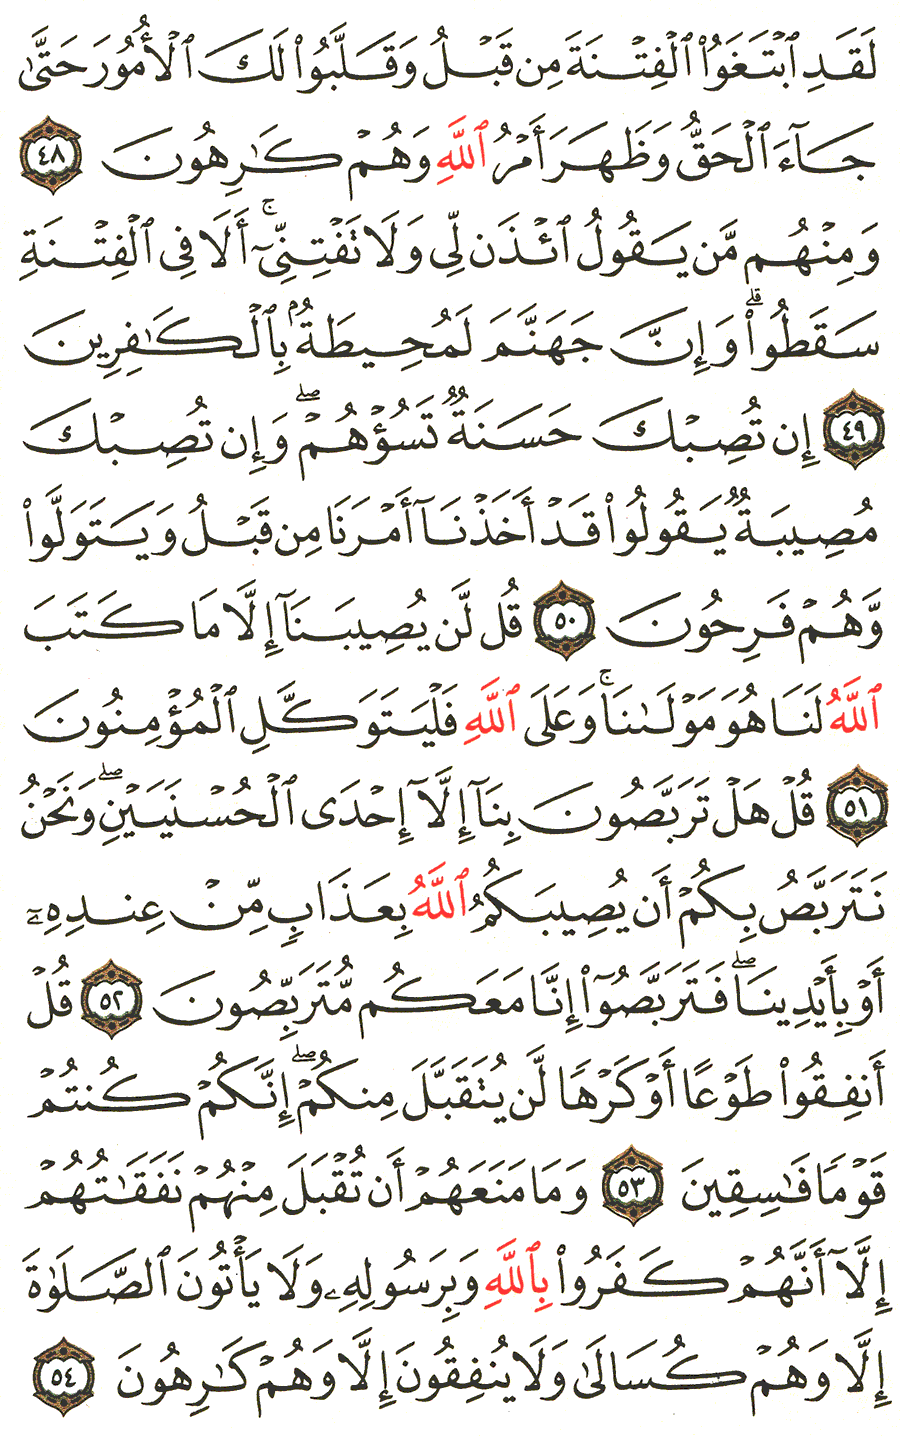 لَقَدِ ٱبۡتَغَوُاْ ٱلۡفِتۡنَةَ مِن قَبۡلُ وَقَلَّبُواْ لَكَ ٱلۡأُمُورَ حَتَّىٰ
جَآءَ ٱلۡحَقُّ وَظَهَرَ أَمۡرُ ٱللَّهِ وَهُمۡ كَٰرِهُونَ ٤٨
وَمِنۡهُم مَّن يَقُولُ ٱئۡذَن لِّي وَلَا تَفۡتِنِّيٓۚ أَلَا فِي ٱلۡفِتۡنَةِ
سَقَطُواْۗ وَإِنَّ جَهَنَّمَ لَمُحِيطَةُۢ بِٱلۡكَٰفِرِينَ
٤٩ إِن تُصِبۡكَ حَسَنَةٞ تَسُؤۡهُمۡۖ وَإِن تُصِبۡكَ
مُصِيبَةٞ يَقُولُواْ قَدۡ أَخَذۡنَآ أَمۡرَنَا مِن قَبۡلُ وَيَتَوَلَّواْ
وَّهُمۡ فَرِحُونَ ٥٠ قُل لَّن يُصِيبَنَآ إِلَّا مَا كَتَبَ
ٱللَّهُ لَنَا هُوَ مَوۡلَىٰنَاۚ وَعَلَى ٱللَّهِ فَلۡيَتَوَكَّلِ ٱلۡمُؤۡمِنُونَ
٥١ قُلۡ هَلۡ تَرَبَّصُونَ بِنَآ إِلَّآ إِحۡدَى ٱلۡحُسۡنَيَيۡنِۖ وَنَحۡنُ
نَتَرَبَّصُ بِكُمۡ أَن يُصِيبَكُمُ ٱللَّهُ بِعَذَابٖ مِّنۡ عِندِهِۦٓ
أَوۡ بِأَيۡدِينَاۖ فَتَرَبَّصُوٓاْ إِنَّا مَعَكُم مُّتَرَبِّصُونَ ٥٢ قُلۡ
أَنفِقُواْ طَوۡعًا أَوۡ كَرۡهٗا لَّن يُتَقَبَّلَ مِنكُمۡۖ إِنَّكُمۡ كُنتُمۡ
قَوۡمٗا فَٰسِقِينَ ٥٣ وَمَا مَنَعَهُمۡ أَن تُقۡبَلَ مِنۡهُمۡ نَفَقَٰتُهُمۡ
إِلَّآ أَنَّهُمۡ كَفَرُواْ بِٱللَّهِ وَبِرَسُولِهِۦ وَلَا يَأۡتُونَ ٱلصَّلَوٰةَ
إِلَّا وَهُمۡ كُسَالَىٰ وَلَا يُنفِقُونَ إِلَّا وَهُمۡ كَٰرِهُونَ ٥٤